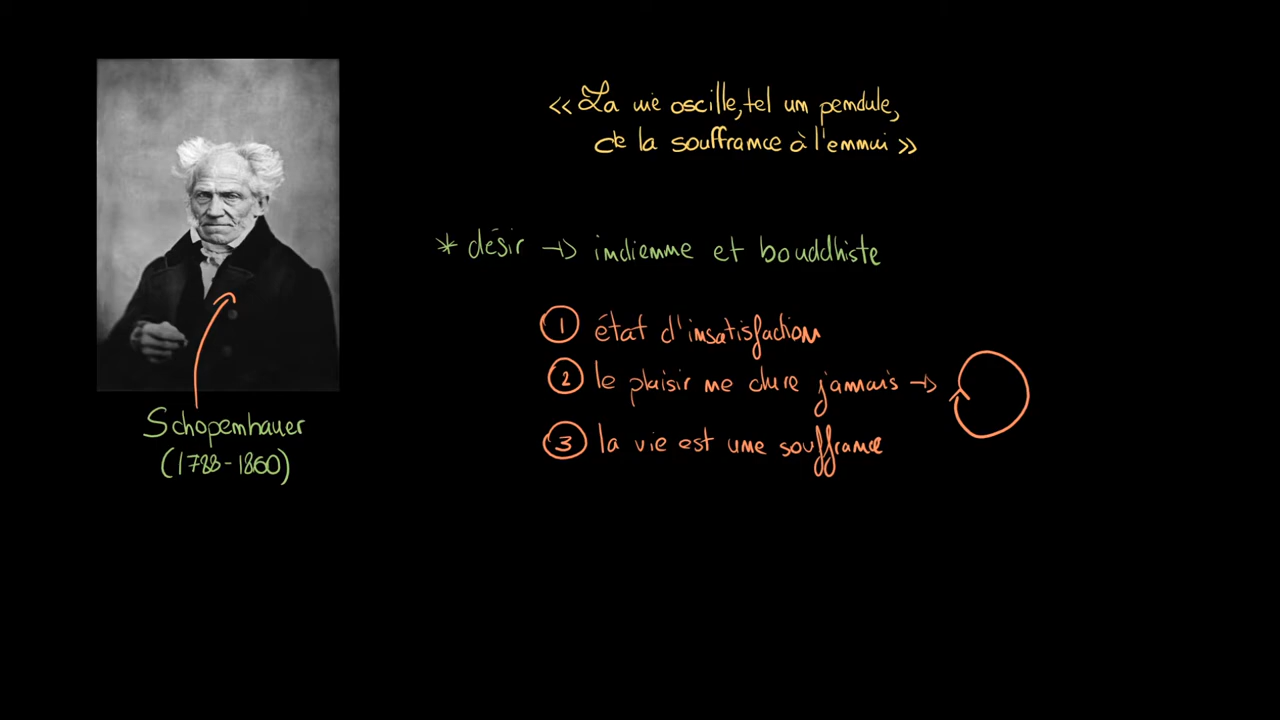 « La vie oscille, tel un pendule,
de la souffrance à l'ennui »
* désir → indienne et bouddhiste
① état d'insatisfaction
② le plaisir ne dure jamais →
③ la vie est une souffrance
Schopenhauer
(1788-1860)